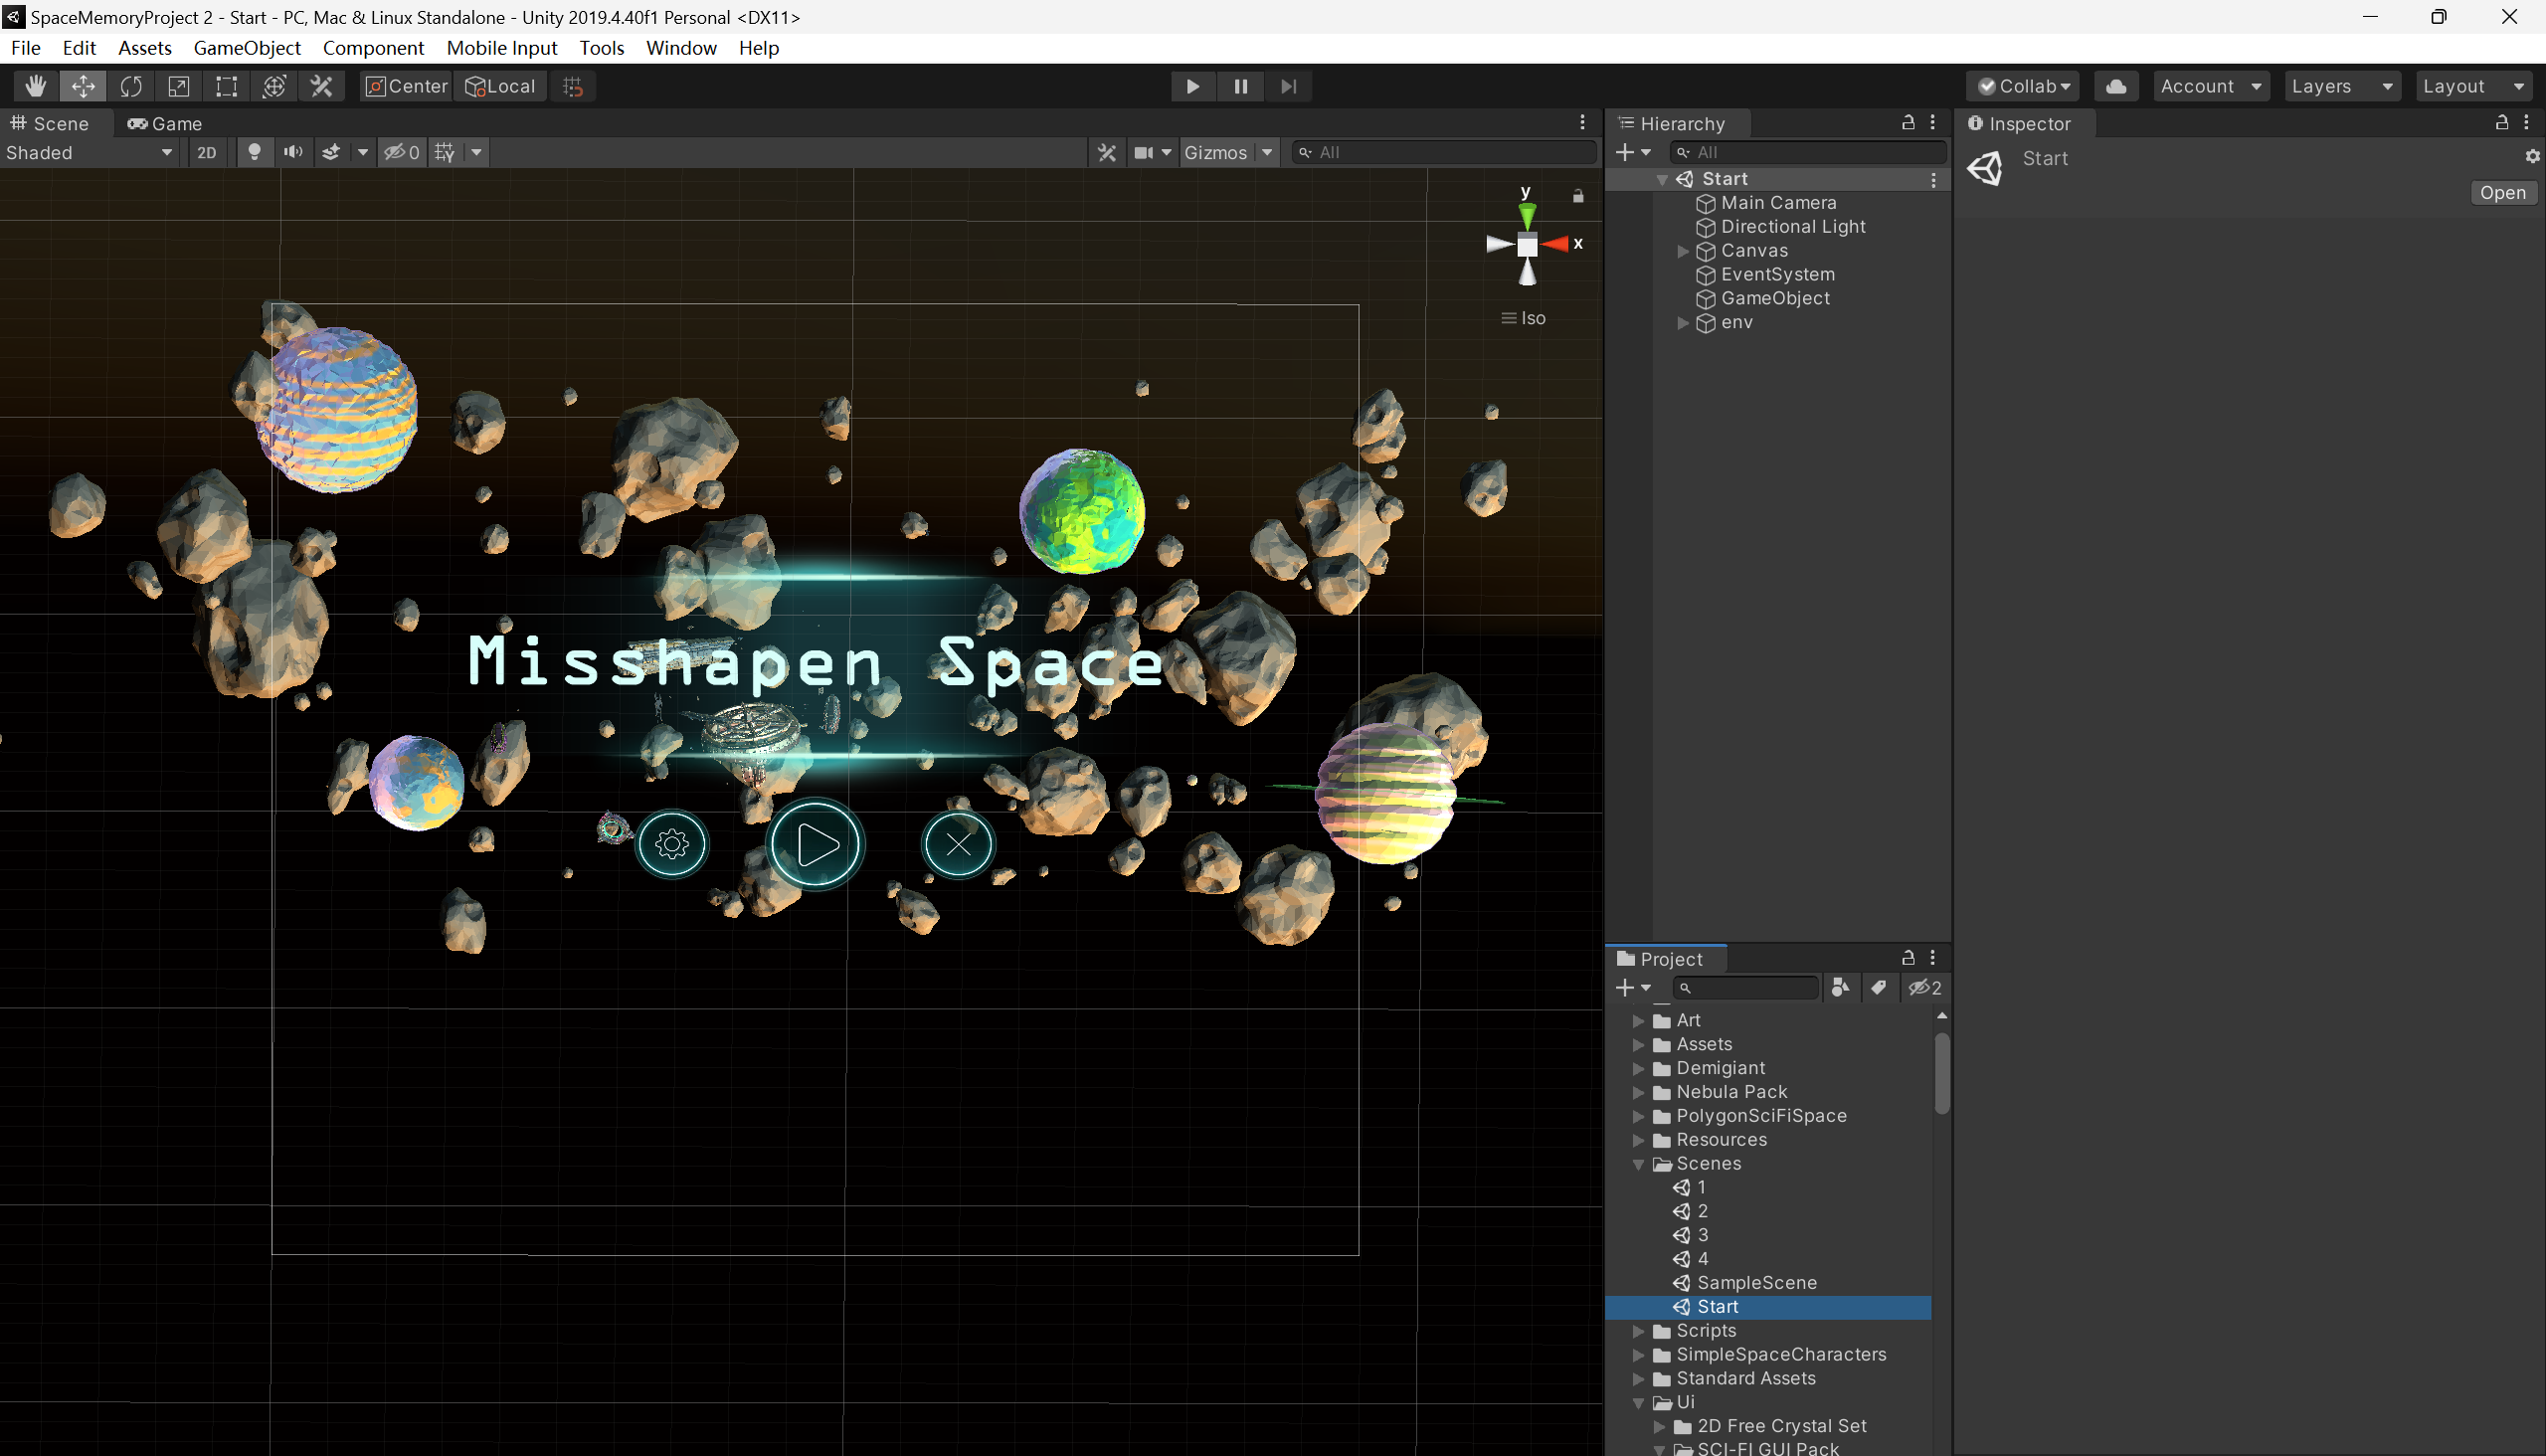 SpaceMemoryProject 2 - Start - PC, Mac & Linux Standalone - Unity 2019.4.40f1 Personal <DX11>
File Edit Assets GameObject Component Mobile Input Tools Window Help
Center Local Collab Account Layers Layout
Scene Game
Shaded 2D 0 Gizmos All
y
x
Iso
Misshapen Space
Hierarchy
All
Start
Main Camera
Directional Light
Canvas
EventSystem
GameObject
env
Project
2
Art
Assets
Demigiant
Nebula Pack
PolygonSciFiSpace
Resources
Scenes
1
2
3
4
SampleScene
Start
Scripts
SimpleSpaceCharacters
Standard Assets
Ui
2D Free Crystal Set
SCI-FI GUI Pack
Inspector
Start
Open